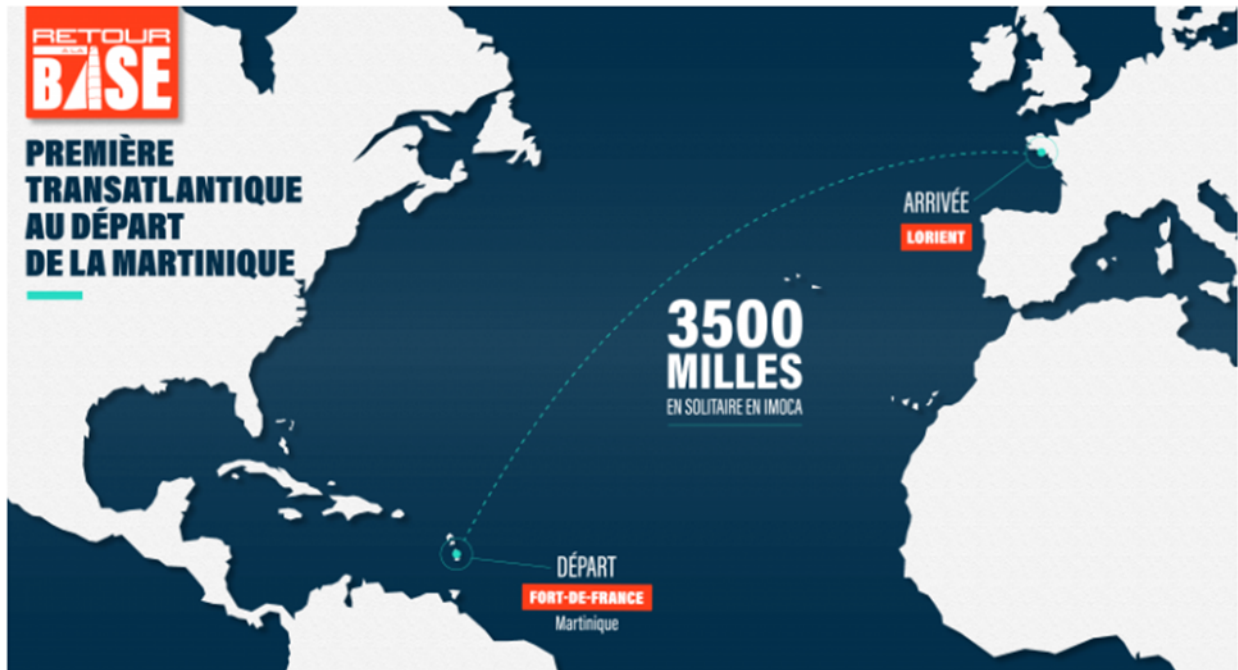 RETOUR
À LA
BASE
PREMIÈRE
TRANSATLANTIQUE
AU DÉPART
DE LA MARTINIQUE
ARRIVÉE
LORIENT
3500
MILLES
EN SOLITAIRE EN IMOCA
DÉPART
FORT-DE-FRANCE
Martinique